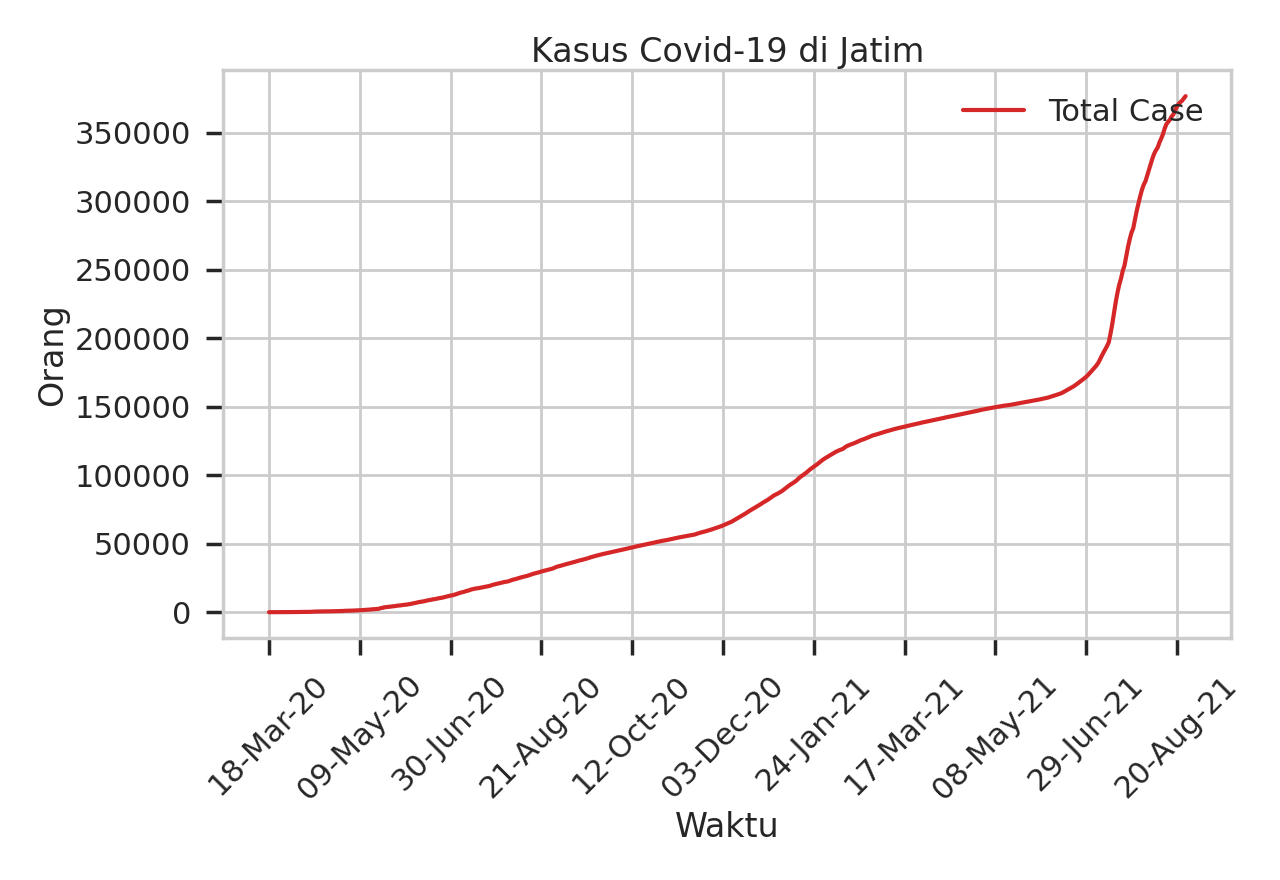 Kasus Covid-19 di Jatim
Total Case
350000
300000
250000
200000
150000
100000
50000
0
Orang
18-Mar-20
09-May-20
30-Jun-20
21-Aug-20
12-Oct-20
03-Dec-20
24-Jan-21
17-Mar-21
08-May-21
29-Jun-21
20-Aug-21
Waktu